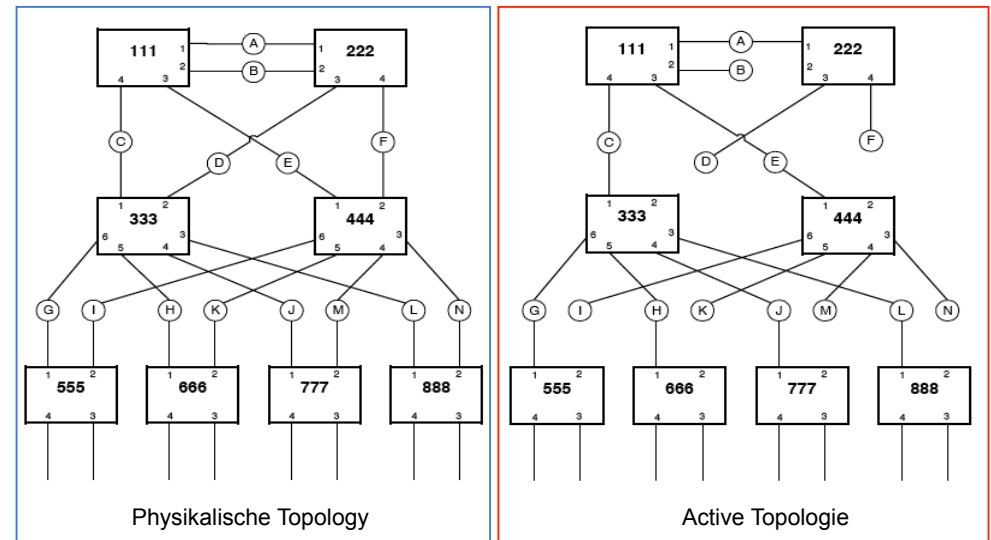 111 1 A 1 222
2 B 2
4 3 3 4
C D E F
1 2 1 2
333 444
6 3 6 3
5 4 5 4
G I H K J M L N
1 2 1 2 1 2 1 2
555 666 777 888
4 3 4 3 4 3 4 3
Physikalische Topology
111 1 A 1 222
2 B 2
4 3 3 4
C D E F
1 2 1 2
333 444
6 3 6 3
5 4 5 4
G I H K J M L N
1 2 1 2 1 2 1 2
555 666 777 888
4 3 4 3 4 3 4 3
Active Topologie